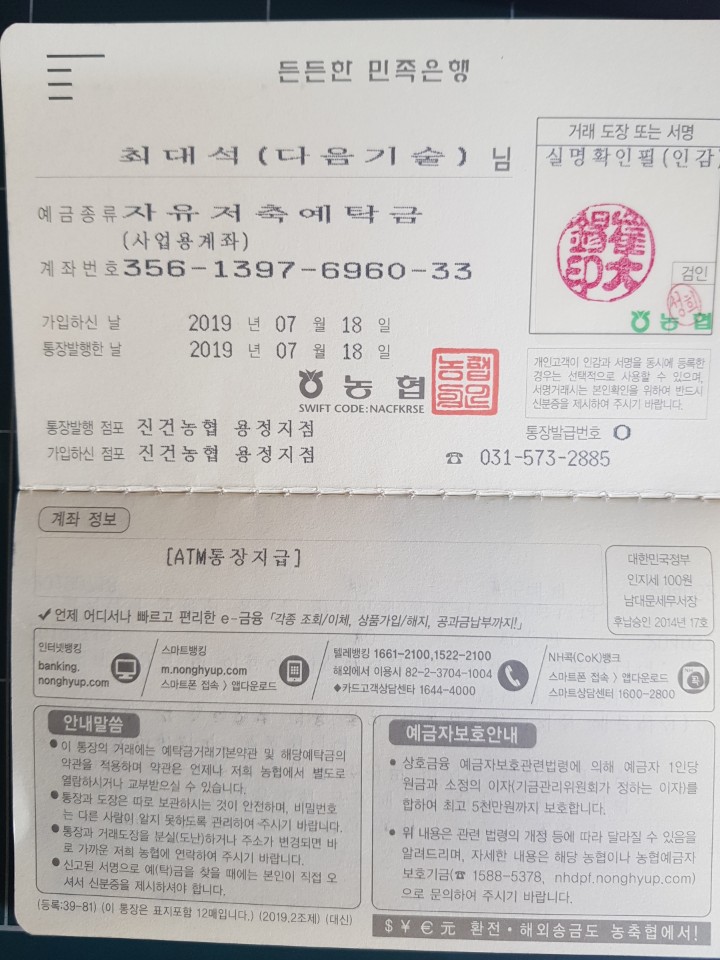 든든한 민족은행
거래 도장 또는 서명
최대석(다음기술) 님
실명확인필(인감)
예금종류 자유저축예탁금
(사업용계좌)
계좌번호 356-1397-6960-33
崔大錫印
검인
농협
가입하신 날 2019 년 07 월 18 일
통장발행한 날 2019 년 07 월 18 일
농협
SWIFT CODE:NACFKRSE
개인고객이 인감과 서명을 동시에 등록한
경우는 선택적으로 사용할 수 있으며,
서명거래시는 본인확인을 위하여 반드시
신분증을 제시하여 주시기 바랍니다.
통장발행 점포 진건농협 용정지점
통장발급번호 0
가입하신 점포 진건농협 용정지점
☎ 031-573-2885
계좌 정보
[ATM통장지급]
대한민국정부
인지세 100원
남대문세무서장
후납승인 2014년 17호
✔언제 어디서나 빠르고 편리한 e-금융 「각종 조회/이체, 상품가입/해지, 공과금납부까지!」
인터넷뱅킹
banking.
nonghyup.com
스마트뱅킹
m.nonghyup.com
스마트폰 접속 > 앱다운로드
텔레뱅킹 1661-2100,1522-2100
해외에서 이용시 82-2-3704-1004
◆카드고객상담센터 1644-4000
NH콕(CoK)뱅크
스마트폰 접속 > 앱다운로드
스마트상담센터 1600-2800
안내말씀
● 이 통장의 거래에는 예탁금거래기본약관 및 해당예탁금의
약관을 적용하며 약관은 언제나 저희 농협에서 별도로
열람하시거나 교부받으실 수 있습니다.
● 통장과 도장은 따로 보관하시는 것이 안전하며, 비밀번호
는 다른 사람이 알지 못하도록 관리하여 주시기 바랍니다.
● 통장과 거래도장을 분실(도난)하거나 주소가 변경되면 바
로 가까운 저희 농협에 연락하여 주시기 바랍니다.
● 신고된 서명으로 예(탁)금을 찾을 때에는 본인이 직접 오
셔서 신분증을 제시하셔야 합니다.
(등록:39-81) (이 통장은 표지포함 12매입니다.) (2019,2조제) (대신)
예금자보호안내
● 상호금융 예금자보호관련법령에 의해 예금자 1인당
원금과 소정의 이자(기금관리위원회가 정하는 이자)를
합하여 최고 5천만원까지 보호합니다.
● 위 내용은 관련 법령의 개정 등에 따라 달라질 수 있음을
알려드리며, 자세한 내용은 해당 농협이나 농협예금자
보호기금(☎ 1588-5378, nhdpf.nonghyup.com)
으로 문의하여 주시기 바랍니다.
$ ¥ € 元 환전·해외송금도 농축협에서!